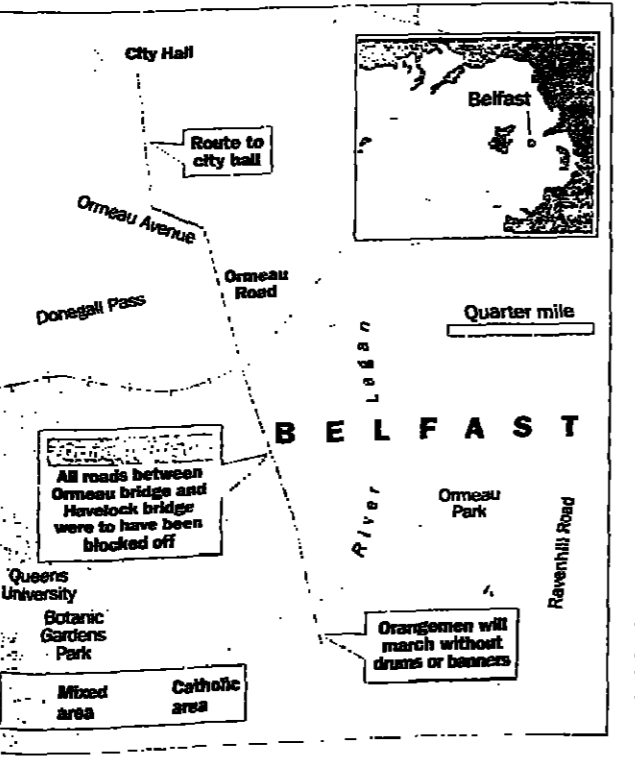 City Hall
Belfast
Route to
city hall
Ormeau Avenue
Ormeau
Road
Donegall Pass
Quarter mile
Lagan
BELFAST
All roads between
Ormeau bridge and
Havelock bridge
were to have been
blocked off
River
Ormeau
Park
Ravenhill Road
Queens
University
Botanic
Gardens
Park
Orangemen will
march without
drums or banners
Mixed
area
Catholic
area